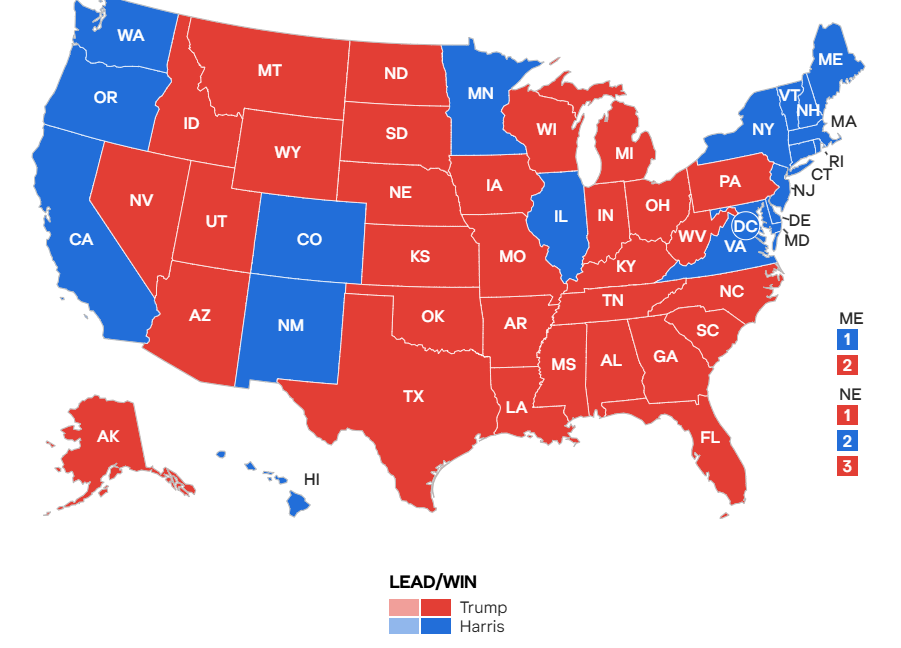 WA
ME
MT
ND
MN
OR
VT
NH
MA
ID
SD
WI
NY
WY
MI
RI
CT
NV
NE
IA
PA
NJ
UT
IL
IN
OH
DE
CA
CO
KS
MO
WV
DC
MD
VA
KY
AZ
NM
OK
AR
TN
NC
SC
MS
AL
GA
TX
LA
FL
AK
HI
ME
1
2
NE
1
2
3
LEAD/WIN
Trump
Harris